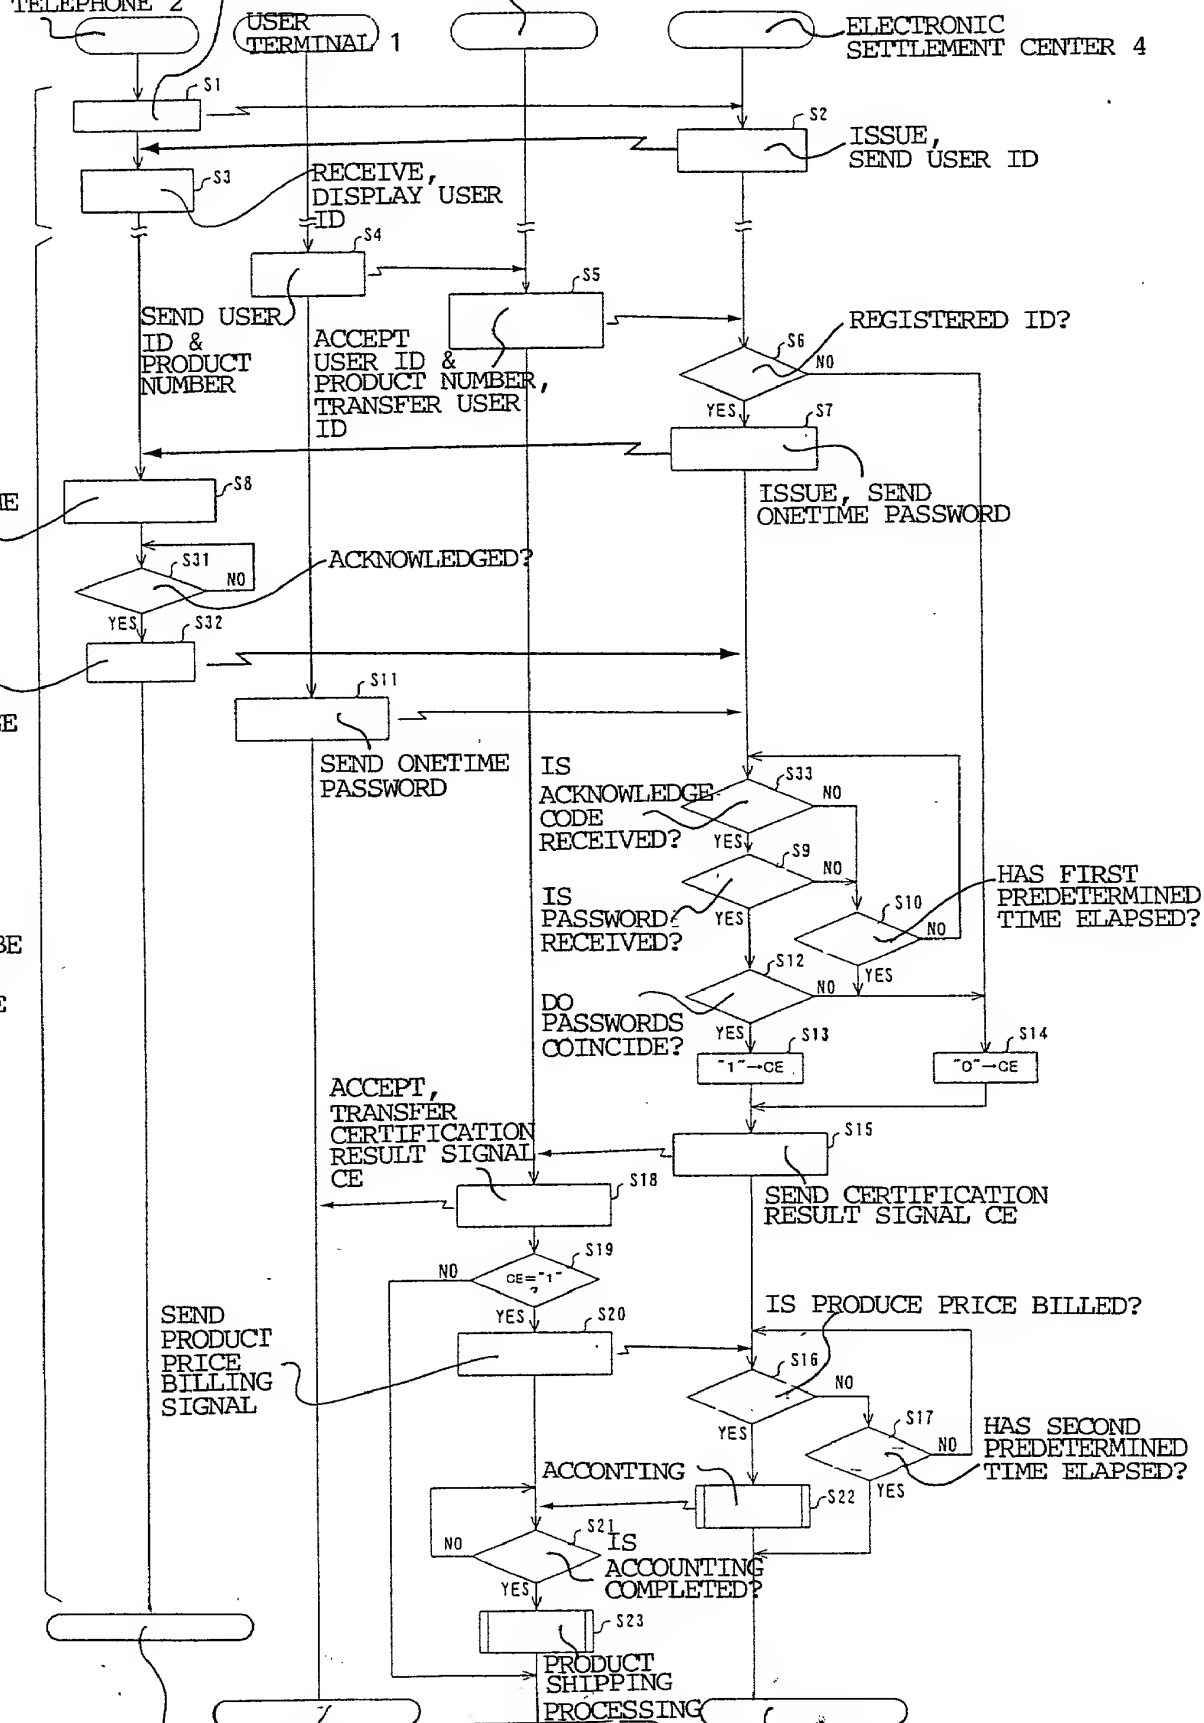 TELEPHONE 2
USER
TERMINAL 1
ELECTRONIC
SETTLEMENT CENTER 4
S1
S2
ISSUE,
SEND USER ID
S3
RECEIVE,
DISPLAY USER
ID
S4
S5
SEND USER
ID &
PRODUCT
NUMBER
ACCEPT
USER ID &
PRODUCT NUMBER,
TRANSFER USER
ID
REGISTERED ID?
S6
NO
YES
S7
ISSUE, SEND
ONETIME PASSWORD
S8
S31
NO
ACKNOWLEDGED?
YES
S32
S11
SEND ONETIME
PASSWORD
IS
ACKNOWLEDGE
CODE
RECEIVED?
S33
NO
YES
S9
NO
IS
PASSWORD
RECEIVED?
YES
S10
NO
HAS FIRST
PREDETERMINED
TIME ELAPSED?
YES
S12
NO
DO
PASSWORDS
COINCIDE?
YES
S13
"1"→CE
S14
"0"→CE
ACCEPT,
TRANSFER
CERTIFICATION
RESULT SIGNAL
CE
S15
S18
SEND CERTIFICATION
RESULT SIGNAL CE
S19
NO
CE="1"
?
YES
S20
SEND
PRODUCT
PRICE
BILLING
SIGNAL
IS PRODUCE PRICE BILLED?
S16
NO
YES
S17
NO
HAS SECOND
PREDETERMINED
TIME ELAPSED?
YES
ACCONTING
S22
S21
NO
IS
ACCOUNTING
COMPLETED?
YES
S23
PRODUCT
SHIPPING
PROCESSING